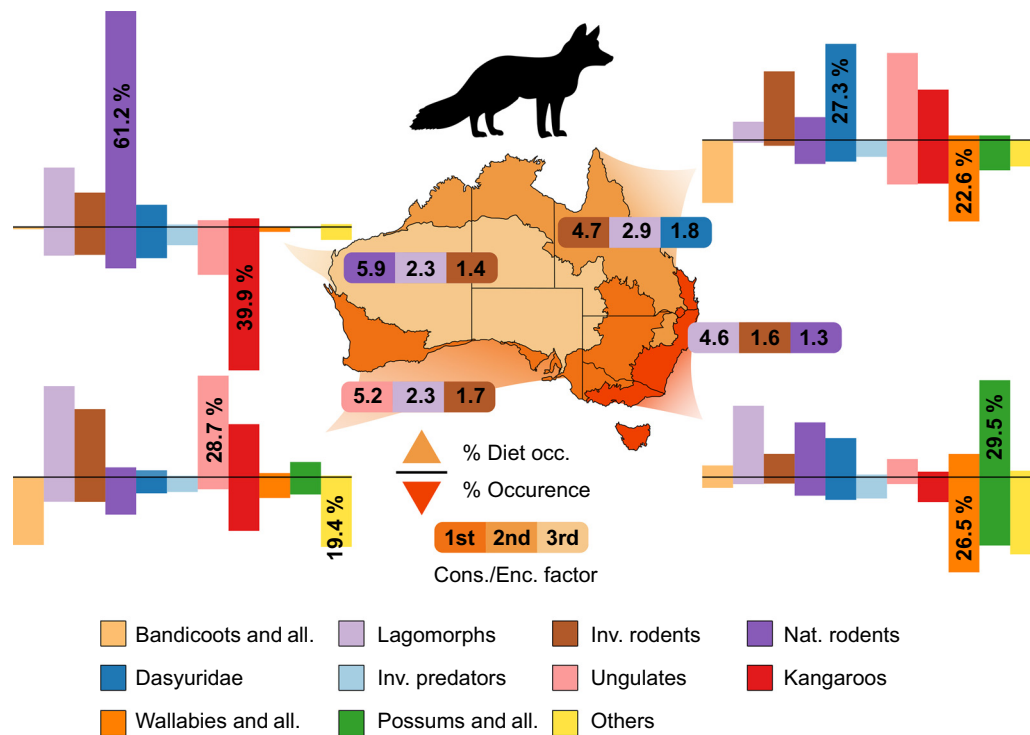 61.2 %
39.9 %
27.3 %
22.6 %
4.7 2.9 1.8
5.9 2.3 1.4
4.6 1.6 1.3
5.2 2.3 1.7
28.7 %
19.4 %
29.5 %
26.5 %
% Diet occ.
% Occurence
1st 2nd 3rd
Cons./Enc. factor
Bandicoots and all. Lagomorphs Inv. rodents Nat. rodents
Dasyuridae Inv. predators Ungulates Kangaroos
Wallabies and all. Possums and all. Others